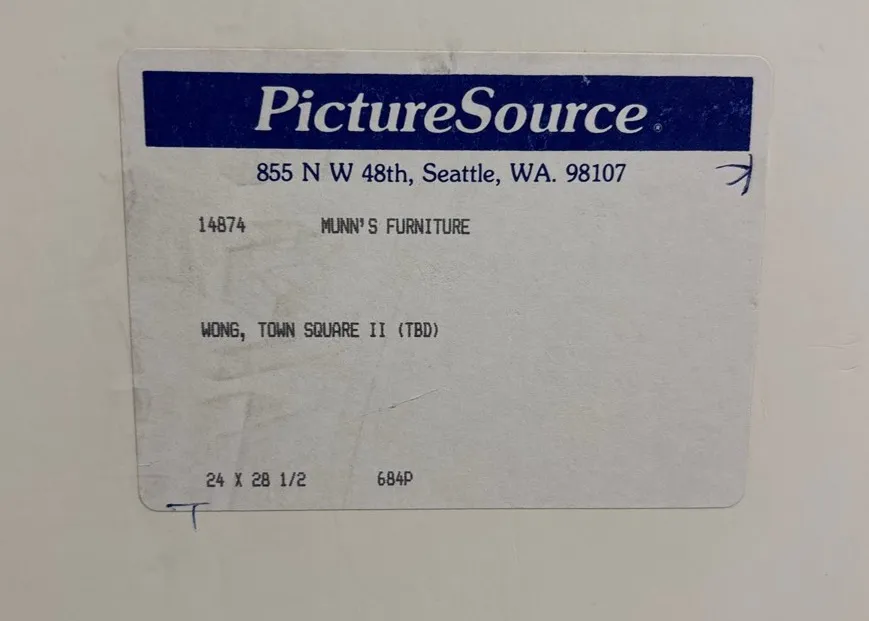 PictureSource®
855 N W 48th, Seattle, WA. 98107
14874 MUNN'S FURNITURE
WONG, TOWN SQUARE II (TBD)
24 X 28 1/2 684P